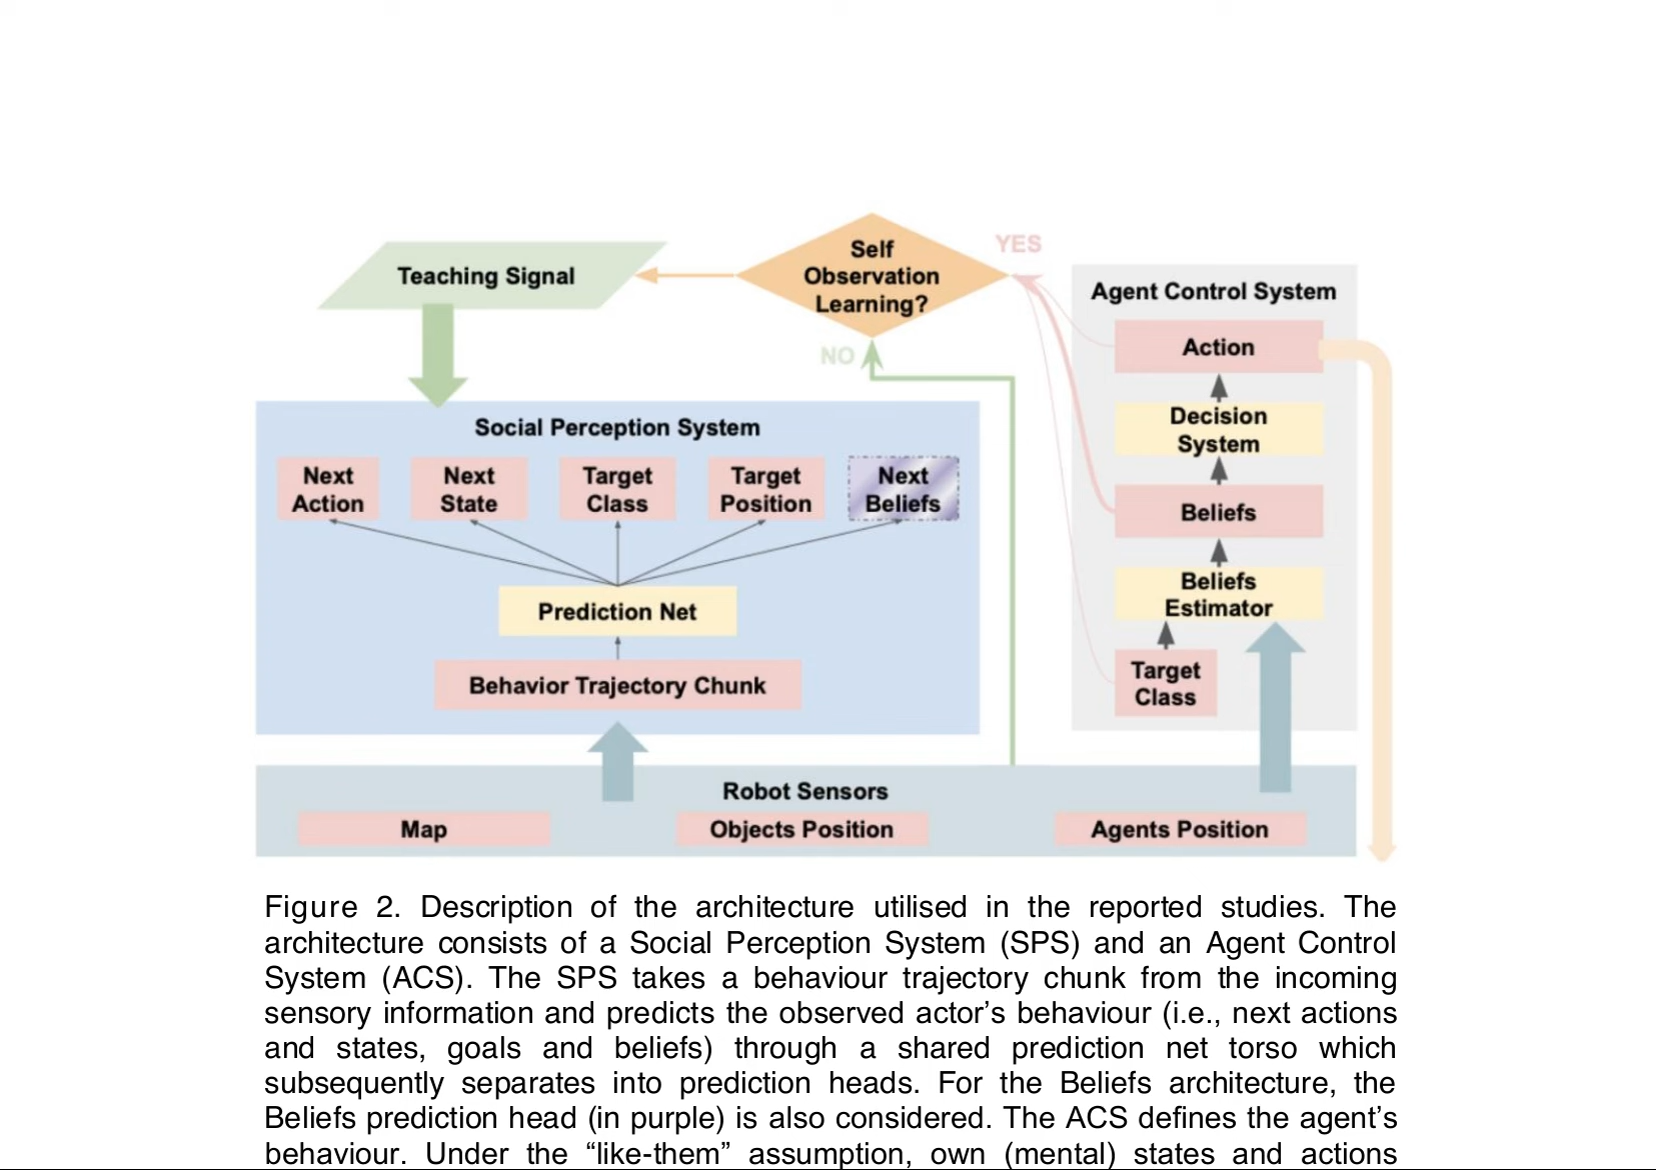 Self
Observation
Learning?
YES
Teaching Signal
NO
Agent Control System
Action
Decision
System
Beliefs
Beliefs
Estimator
Target
Class
Social Perception System
Next
Action
Next
State
Target
Class
Target
Position
Next
Beliefs
Prediction Net
Behavior Trajectory Chunk
Robot Sensors
Map
Objects Position
Agents Position
Figure 2. Description of the architecture utilised in the reported studies. The
architecture consists of a Social Perception System (SPS) and an Agent Control
System (ACS). The SPS takes a behaviour trajectory chunk from the incoming
sensory information and predicts the observed actor’s behaviour (i.e., next actions
and states, goals and beliefs) through a shared prediction net torso which
subsequently separates into prediction heads. For the Beliefs architecture, the
Beliefs prediction head (in purple) is also considered. The ACS defines the agent’s
behaviour. Under the “like-them” assumption, own (mental) states and actions